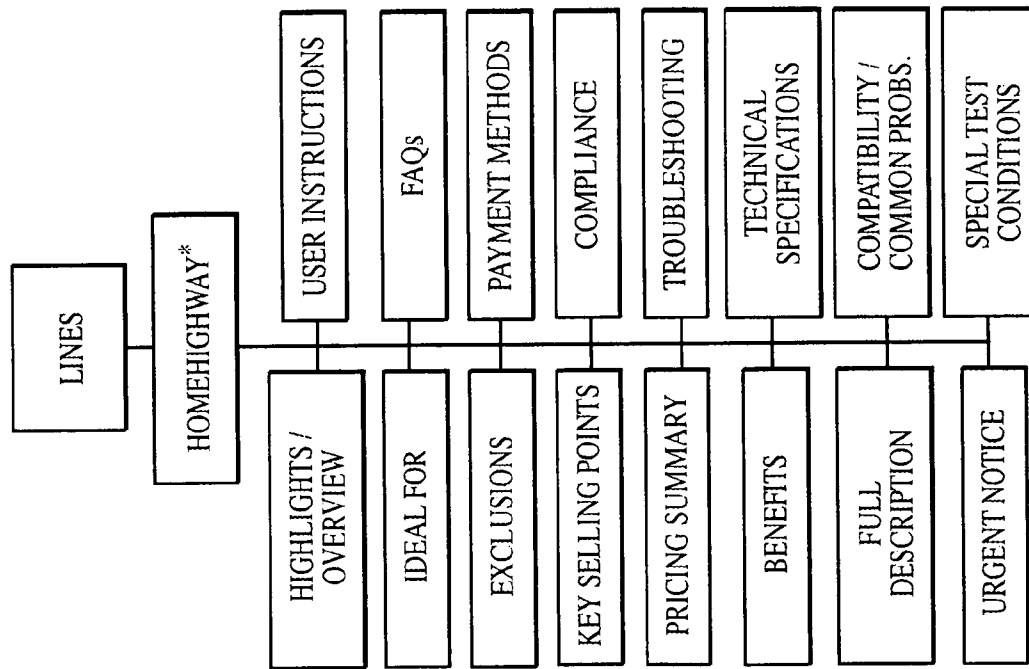 LINES
HOMEHIGHWAY*
HIGHLIGHTS /
OVERVIEW
USER INSTRUCTIONS
IDEAL FOR
FAQs
EXCLUSIONS
PAYMENT METHODS
KEY SELLING POINTS
COMPLIANCE
PRICING SUMMARY
TROUBLESHOOTING
BENEFITS
TECHNICAL
SPECIFICATIONS
FULL
DESCRIPTION
COMPATIBILITY /
COMMON PROBS.
URGENT NOTICE
SPECIAL TEST
CONDITIONS